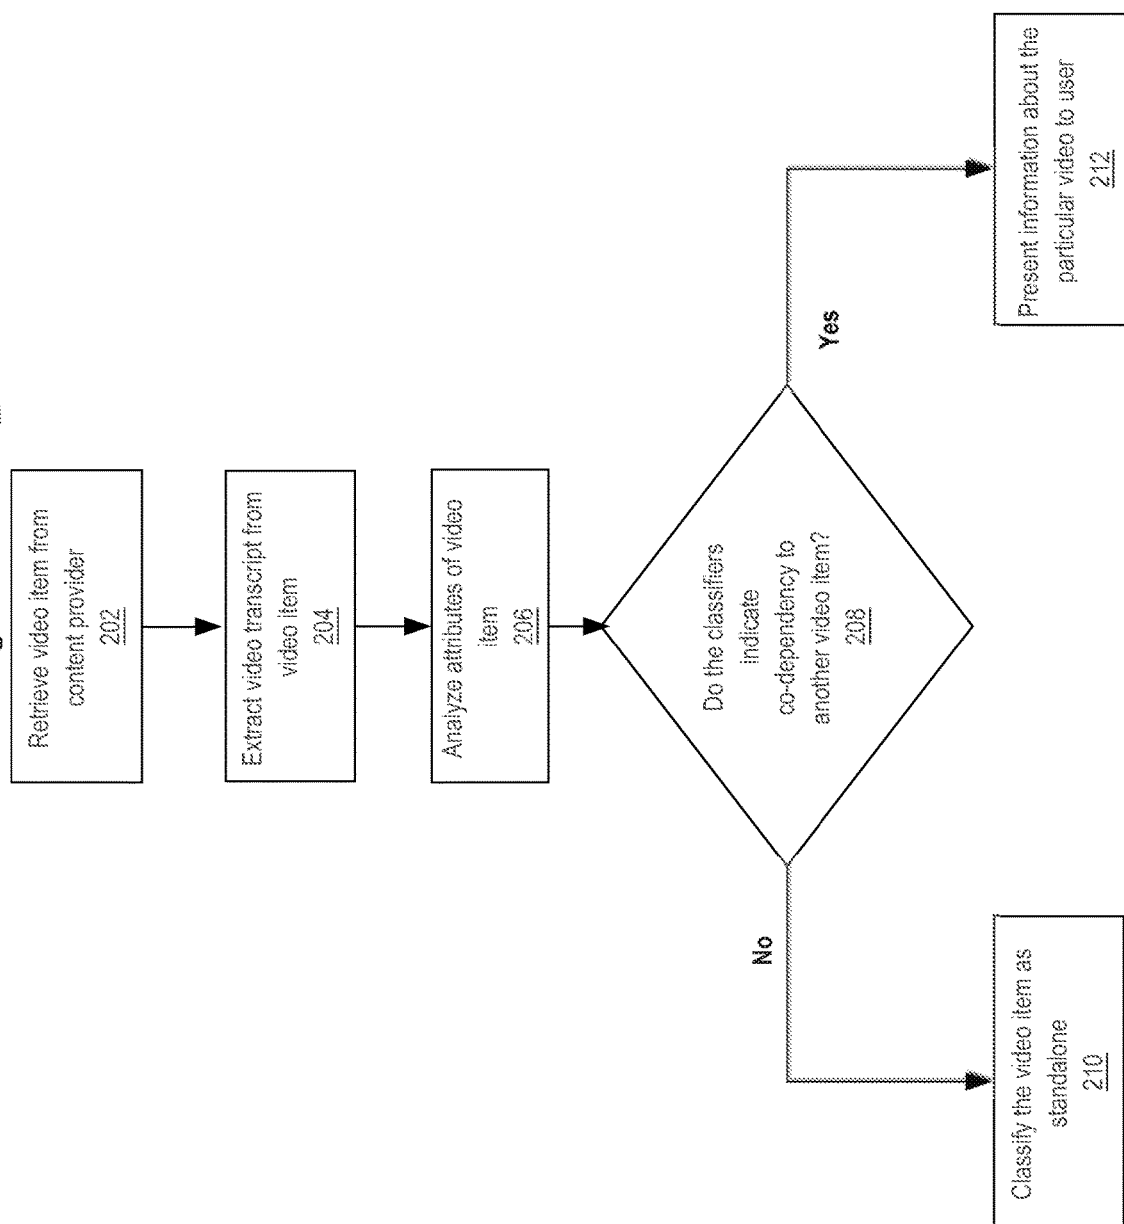 Retrieve video item from
content provider
202
Extract video transcript from
video item
204
Analyze attributes of video
item
206
Do the classifiers
indicate
co-dependency to
another video item?
208
No
Yes
Classify the video item as
standalone
210
Present information about the
particular video to user
212